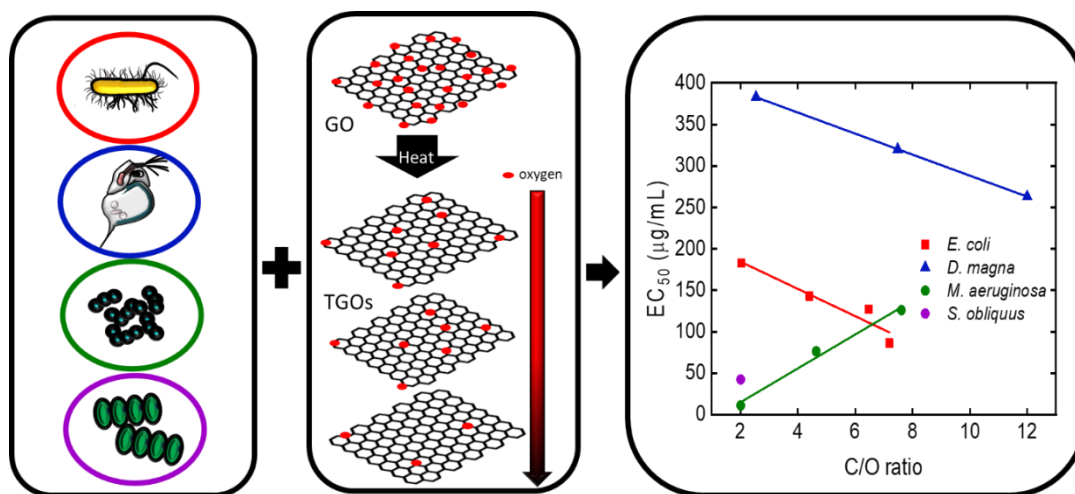 GO
Heat
oxygen
TGOs
EC50 (µg/mL)
400
350
300
250
200
150
100
50
0
E. coli
D. magna
M. aeruginosa
S. obliquus
2 4 6 8 10 12
C/O ratio